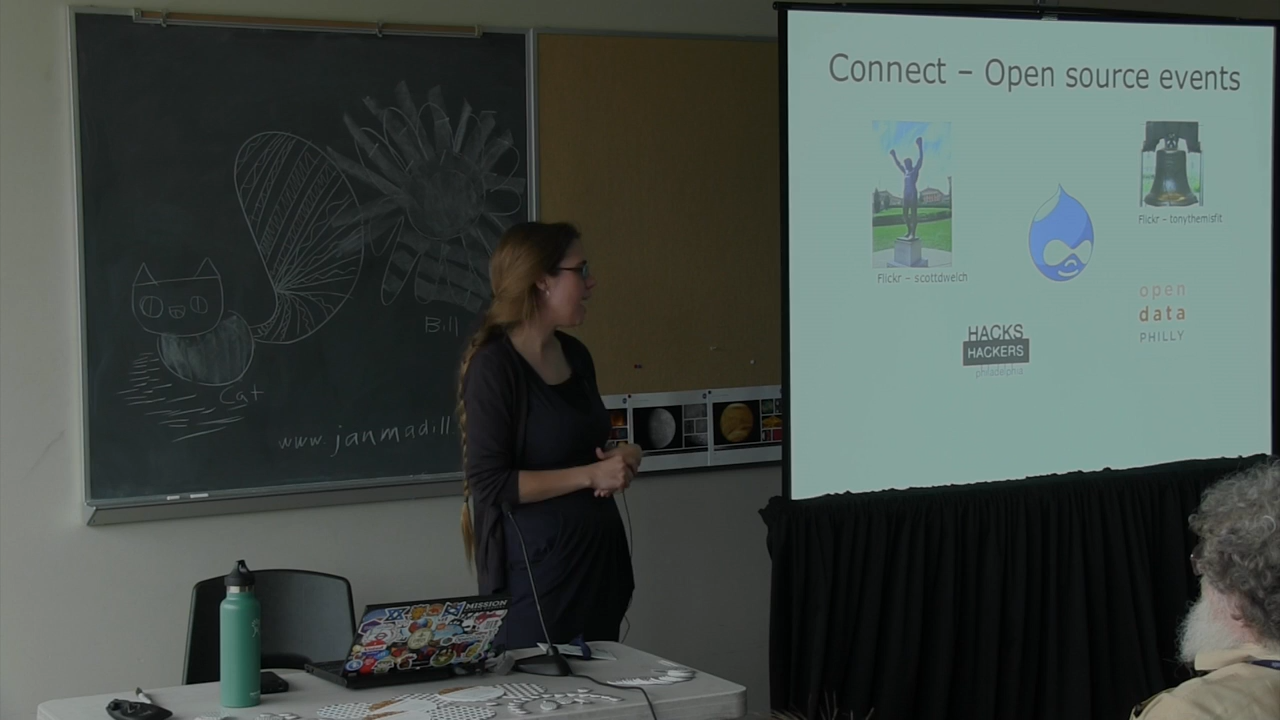 Connect – Open source events
Flickr – scottdwelch
Flickr – tonythemisfit
open
data
PHILLY
HACKS
HACKERS
philadelphia
Bill
Cat
www.janmadill
MISSION